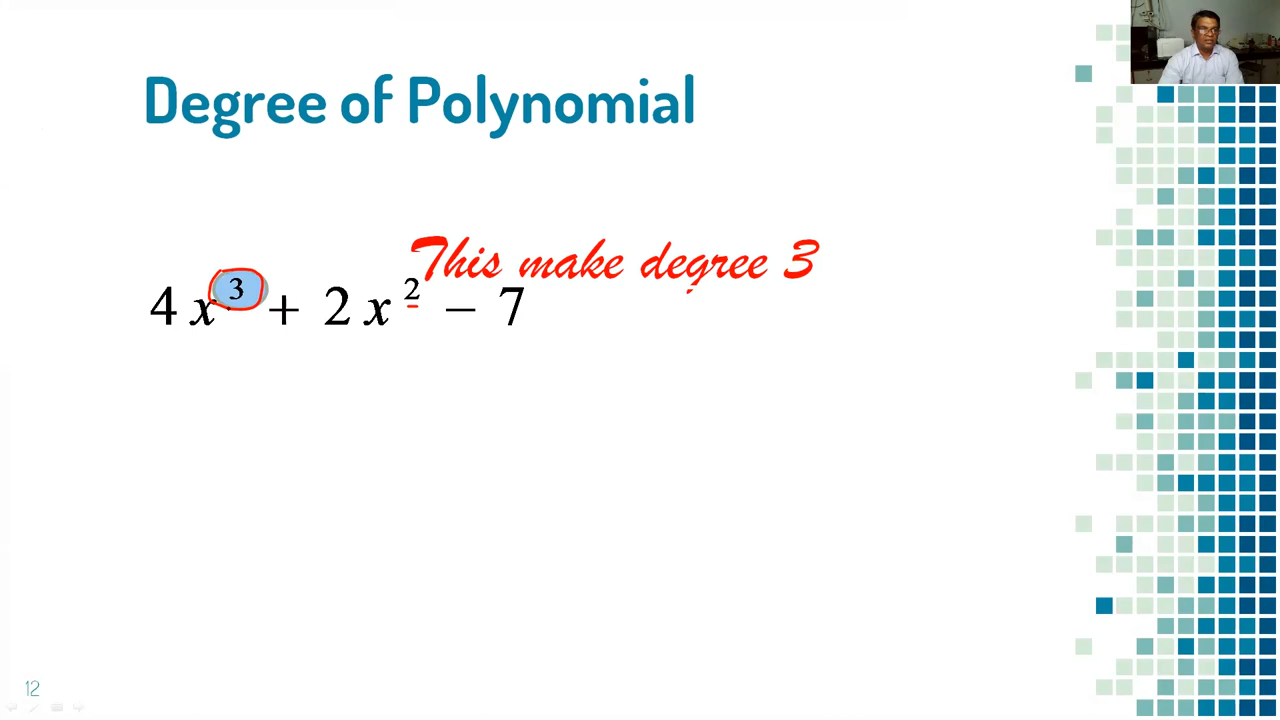 Degree of Polynomial
This make degree 3
4x³ + 2x² − 7
12